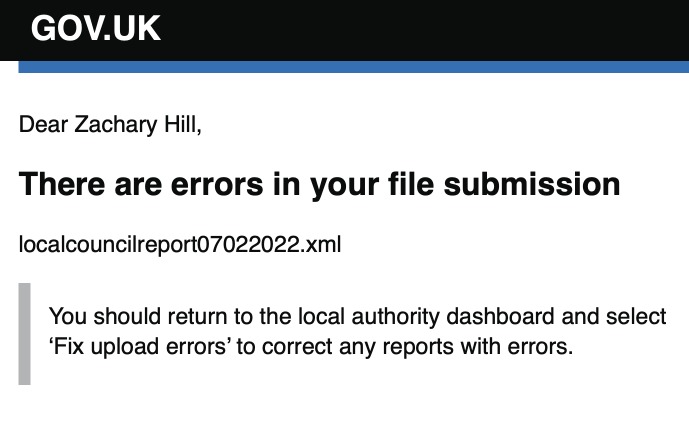 GOV.UK
Dear Zachary Hill,
There are errors in your file submission
localcouncilreport07022022.xml
You should return to the local authority dashboard and select
‘Fix upload errors’ to correct any reports with errors.